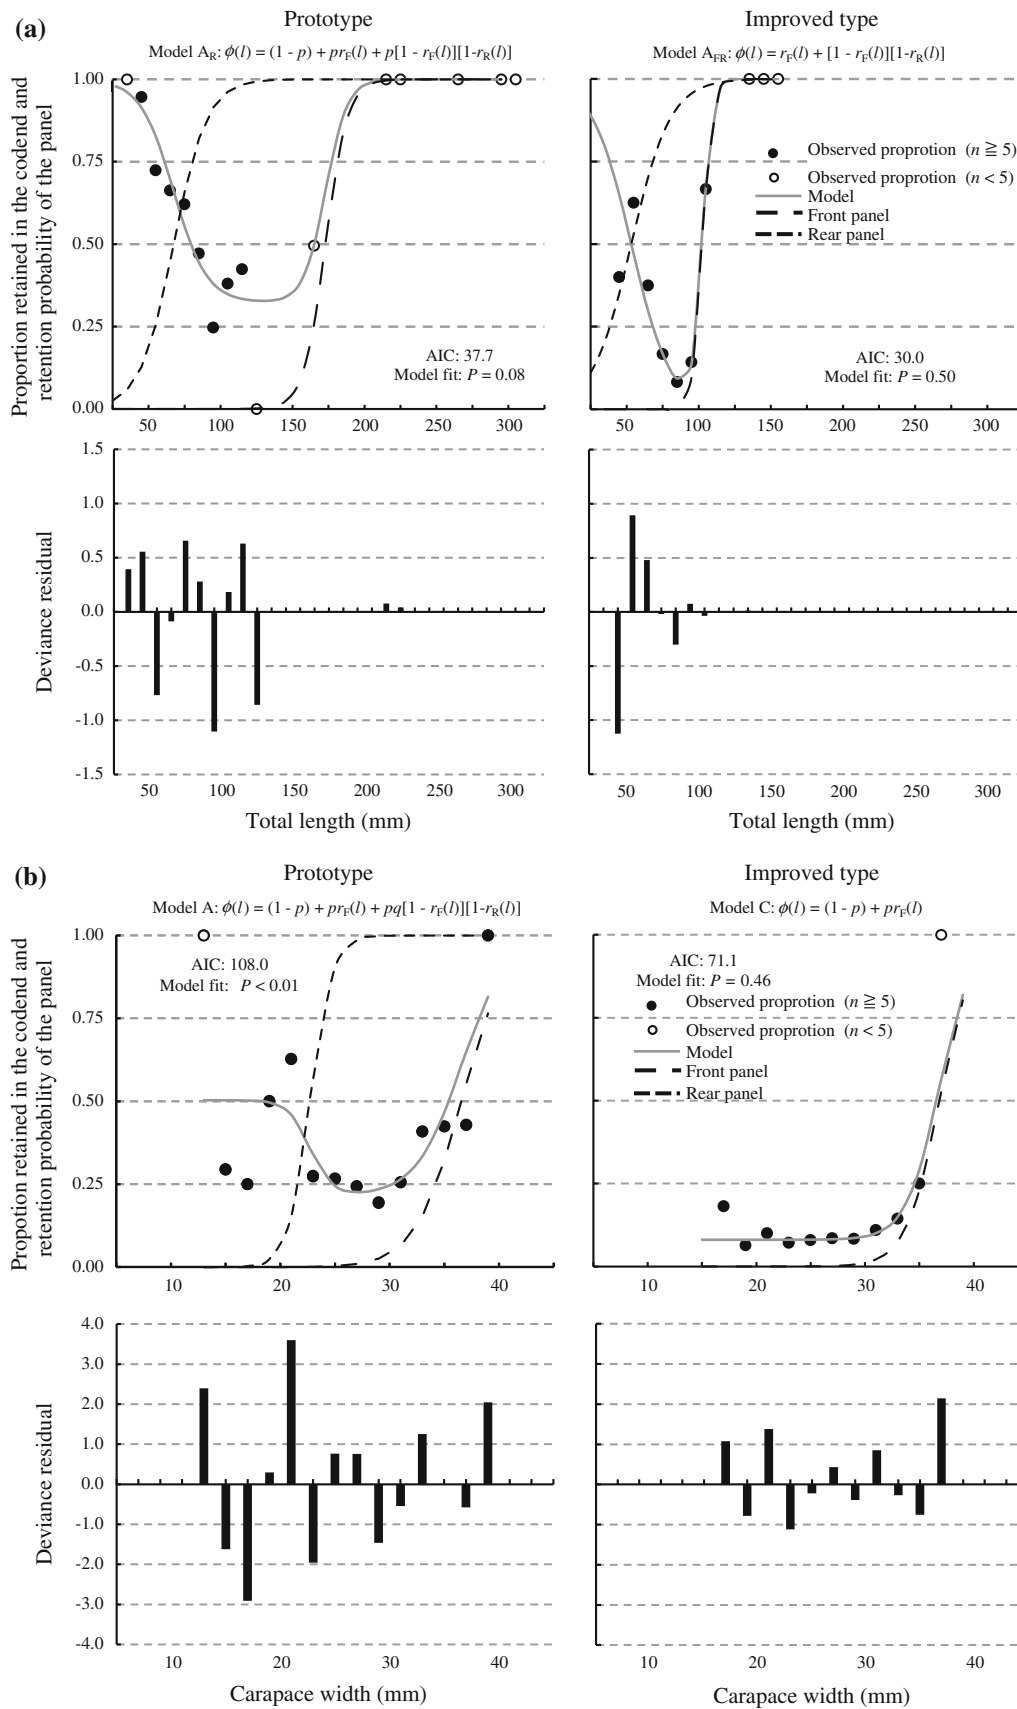 (a)
Prototype
Improved type
Model A_R: ϕ(l) = (1 - p) + pr_F(l) + p[1 - r_F(l)][1-r_R(l)]
Model A_FR: ϕ(l) = r_F(l) + [1 - r_F(l)][1-r_R(l)]
Proportion retained in the codend and
retention probability of the panel
1.00
0.75
0.50
0.25
0.00
AIC: 37.7
Model fit: P = 0.08
50 100 150 200 250 300
Observed proprotion (n ≧ 5)
Observed proprotion (n < 5)
Model
Front panel
Rear panel
AIC: 30.0
Model fit: P = 0.50
50 100 150 200 250 300
Deviance residual
1.5
1.0
0.5
0.0
-0.5
-1.0
-1.5
50 100 150 200 250 300
Total length (mm)
50 100 150 200 250 300
Total length (mm)
(b)
Prototype
Improved type
Model A: ϕ(l) = (1 - p) + pr_F(l) + pq[1 - r_F(l)][1-r_R(l)]
Model C: ϕ(l) = (1 - p) + pr_F(l)
Propotion retained in the codend and
retention probability of the panel
1.00
0.75
0.50
0.25
0.00
AIC: 108.0
Model fit: P < 0.01
10 20 30 40
AIC: 71.1
Model fit: P = 0.46
Observed proprotion (n ≧ 5)
Observed proprotion (n < 5)
Model
Front panel
Rear panel
10 20 30 40
Deviance residual
4.0
3.0
2.0
1.0
0.0
-1.0
-2.0
-3.0
-4.0
10 20 30 40
Carapace width (mm)
10 20 30 40
Carapace width (mm)